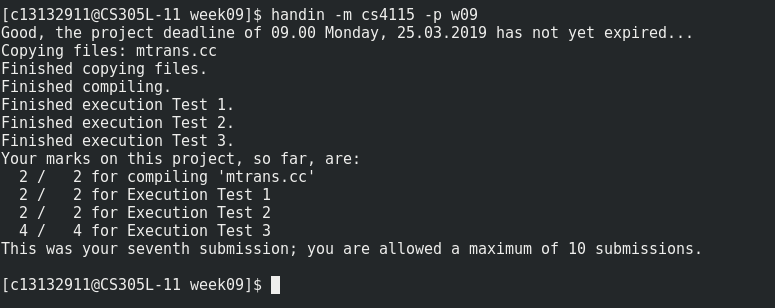 [c13132911@CS305L-11 week09]$ handin -m cs4115 -p w09
Good, the project deadline of 09.00 Monday, 25.03.2019 has not yet expired...
Copying files: mtrans.cc
Finished copying files.
Finished compiling.
Finished execution Test 1.
Finished execution Test 2.
Finished execution Test 3.
Your marks on this project, so far, are:
  2 /   2 for compiling 'mtrans.cc'
  2 /   2 for Execution Test 1
  2 /   2 for Execution Test 2
  4 /   4 for Execution Test 3
This was your seventh submission; you are allowed a maximum of 10 submissions.
[c13132911@CS305L-11 week09]$